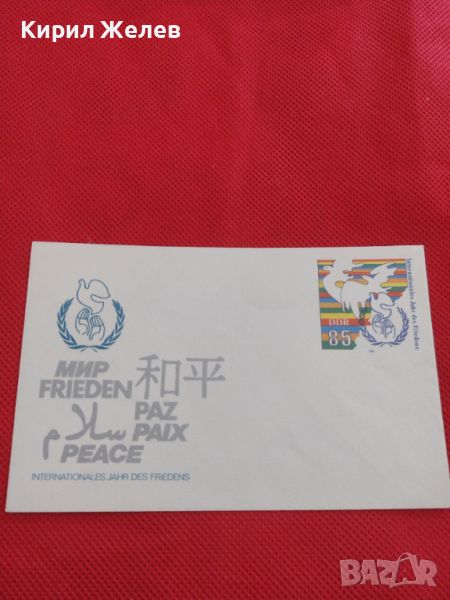 Кирил Желев
Internationales Jahr des Friedens
DDR
85
МИР
FRIEDEN 和平
PAZ
سلام PAIX
PEACE
INTERNATIONALES JAHR DES FRIEDENS
BAZAR